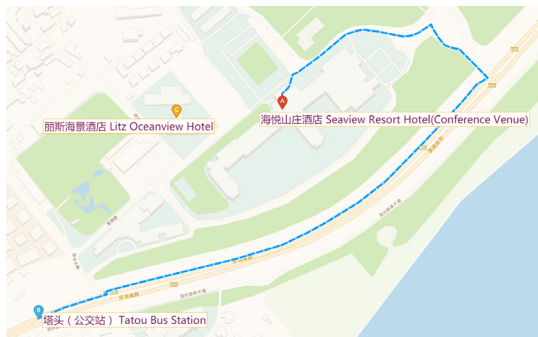 A
C
海悦山庄酒店 Seaview Resort Hotel(Conference Venue)
丽斯海景酒店 Litz Oceanview Hotel
B
塔头（公交站） Tatou Bus Station